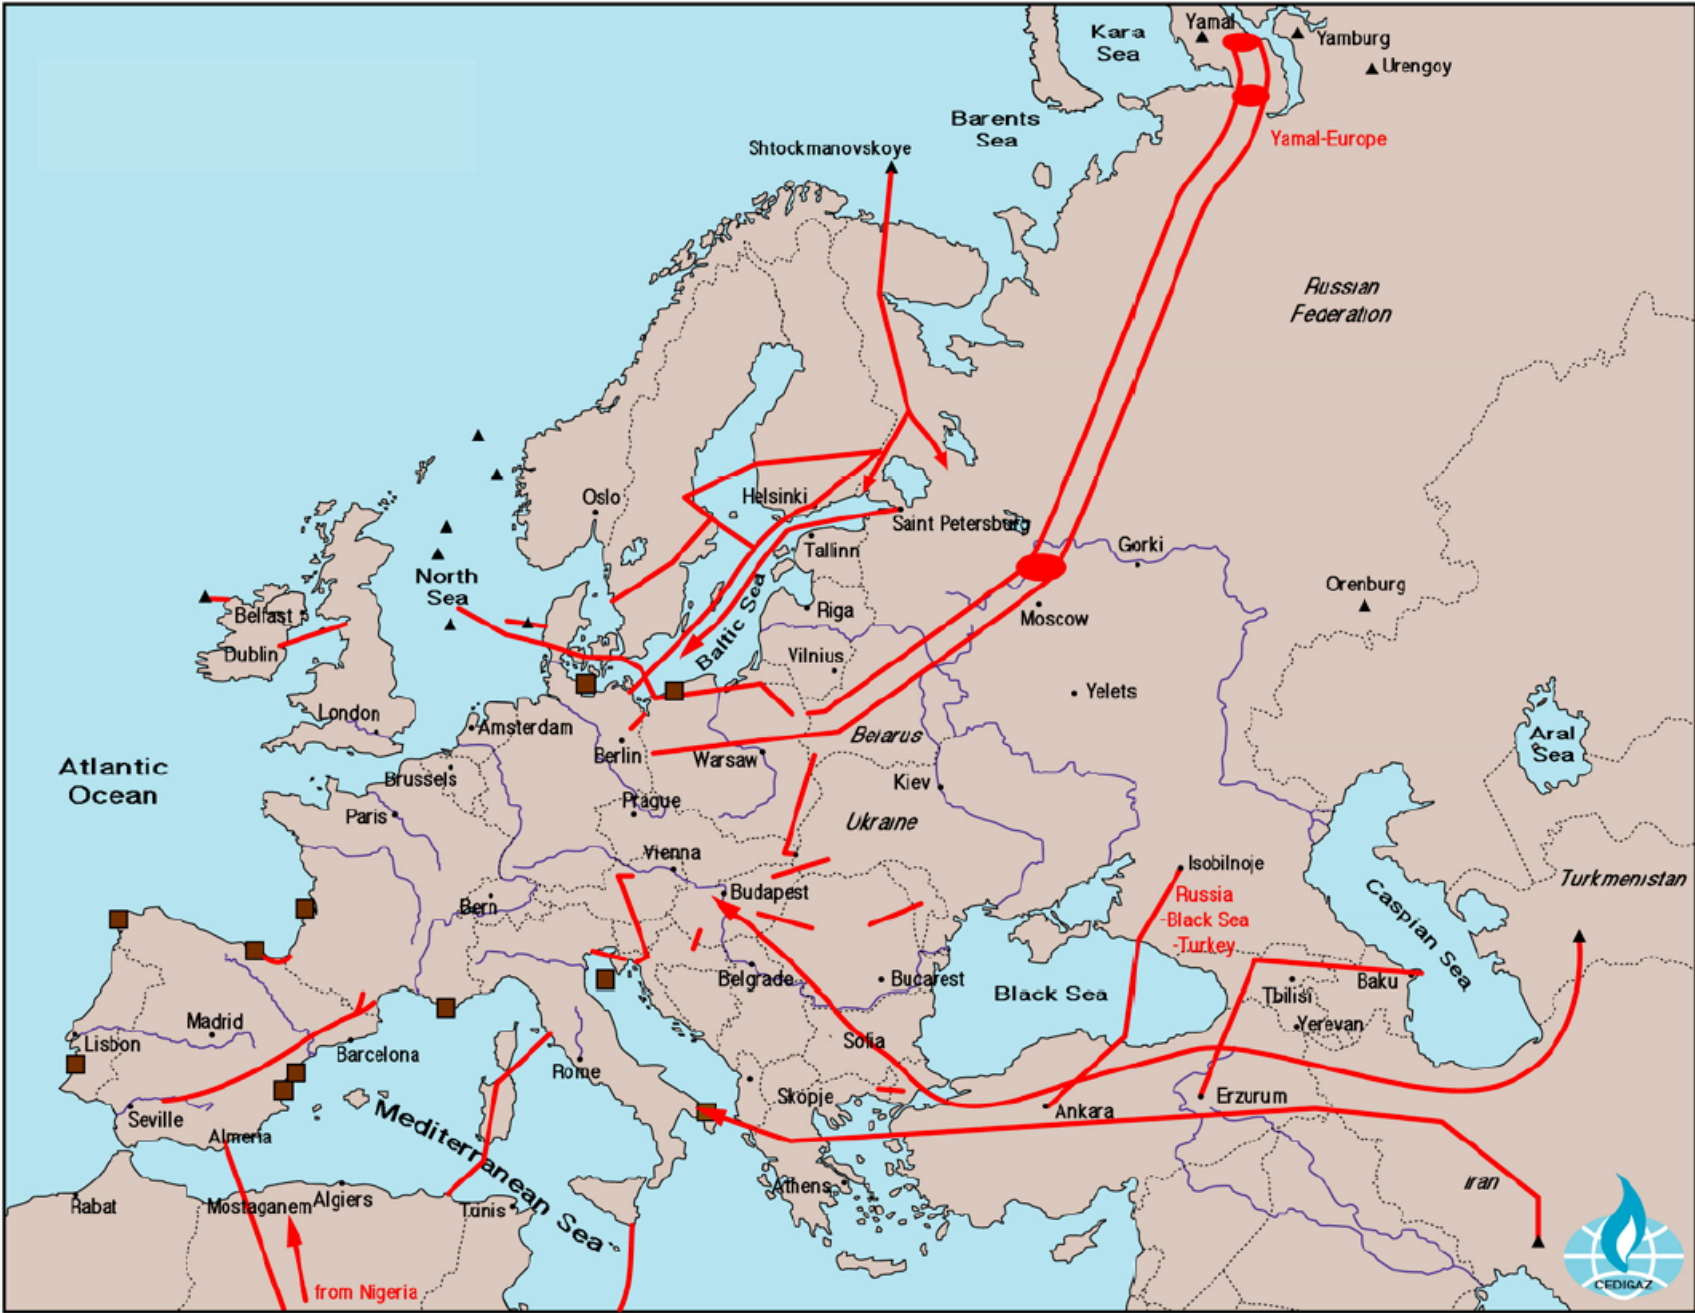 Yamal
Kara
Sea
Yamburg
Urengoy
Barents
Sea
Yamal-Europe
Shtockmanovskoye
Russian
Federation
Oslo
Helsinki
Saint Petersburg
Tallinn
Gorki
North
Sea
Orenburg
Belfast
Riga
Moscow
Baltic Sea
Dublin
Vilnius
Yelets
London
Amsterdam
Belarus
Aral
Sea
Berlin
Warsaw
Atlantic
Ocean
Brussels
Kiev
Prague
Paris
Ukraine
Vienna
Isobilnoje
Turkmenistan
Budapest
Russia
-Black Sea
-Turkey
Bern
Caspian Sea
Belgrade
Bucarest
Black Sea
Baku
Tbilisi
Madrid
Yerevan
Lisbon
Barcelona
Sofia
Rome
Skopje
Erzurum
Ankara
Seville
Mediterranean Sea
Almeria
Athens
Iran
Rabat
Mostaganem
Algiers
Tunis
from Nigeria
CEDIGAZ